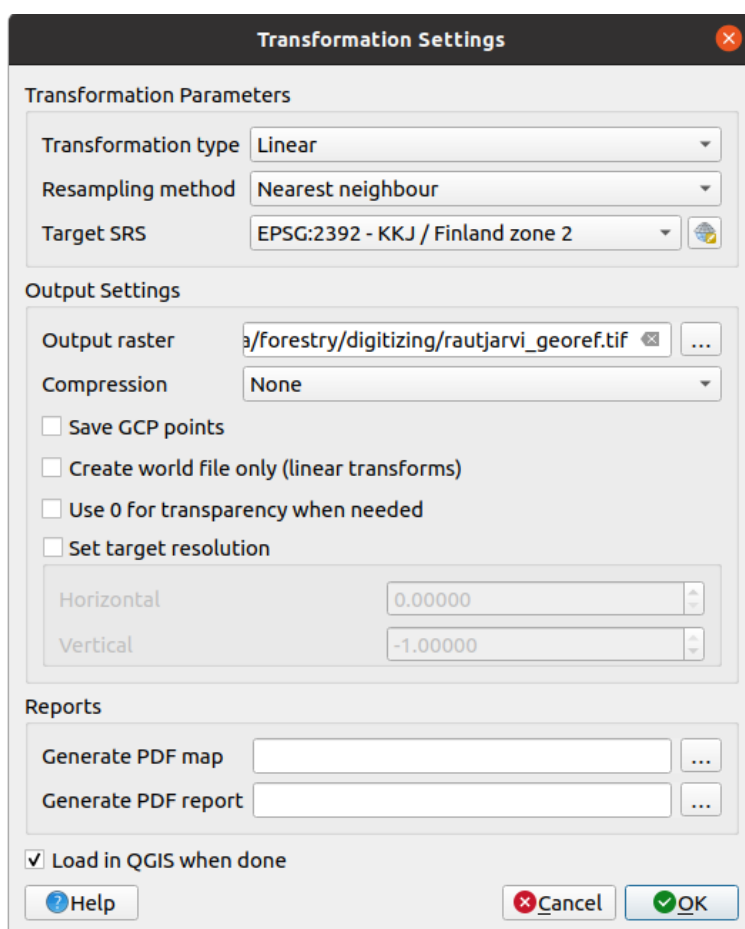 Transformation Settings
Transformation Parameters
Transformation type Linear
Resampling method Nearest neighbour
Target SRS EPSG:2392 - KKJ / Finland zone 2
Output Settings
Output raster a/forestry/digitizing/rautjarvi_georef.tif ...
Compression None
Save GCP points
Create world file only (linear transforms)
Use 0 for transparency when needed
Set target resolution
Horizontal 0.00000
Vertical -1.00000
Reports
Generate PDF map ...
Generate PDF report ...
Load in QGIS when done
Help Cancel OK